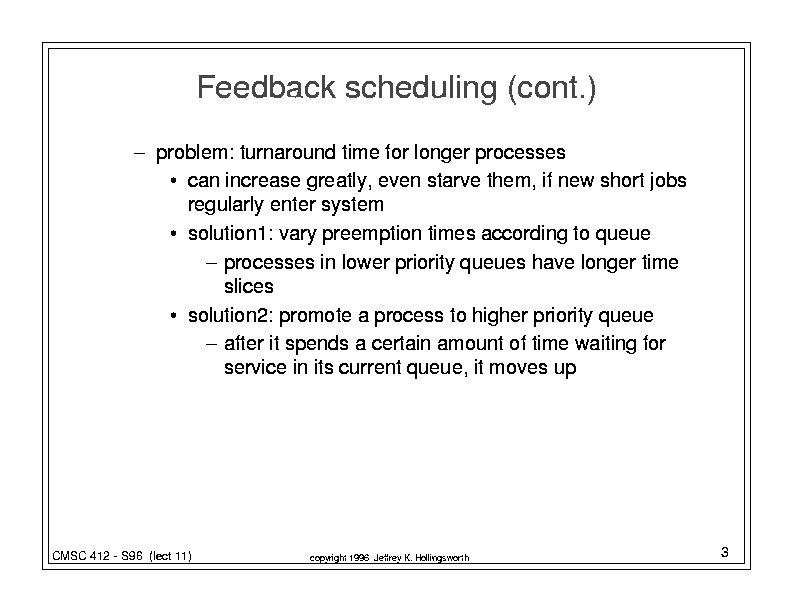 Feedback scheduling (cont.)
– problem: turnaround time for longer processes
• can increase greatly, even starve them, if new short jobs
regularly enter system
• solution1: vary preemption times according to queue
– processes in lower priority queues have longer time
slices
• solution2: promote a process to higher priority queue
– after it spends a certain amount of time waiting for
service in its current queue, it moves up
CMSC 412 - S96 (lect 11)
copyright 1996 Jeffrey K. Hollingsworth
3